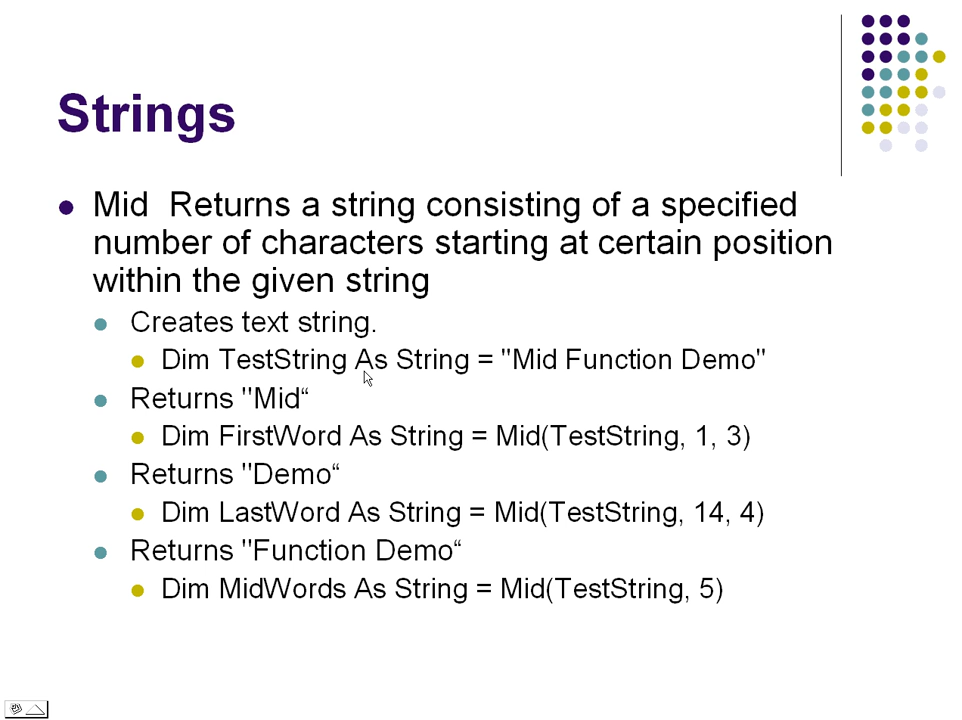 Strings
Mid  Returns a string consisting of a specified
number of characters starting at certain position
within the given string
Creates text string.
Dim TestString As String = "Mid Function Demo"
Returns "Mid“
Dim FirstWord As String = Mid(TestString, 1, 3)
Returns "Demo“
Dim LastWord As String = Mid(TestString, 14, 4)
Returns "Function Demo“
Dim MidWords As String = Mid(TestString, 5)